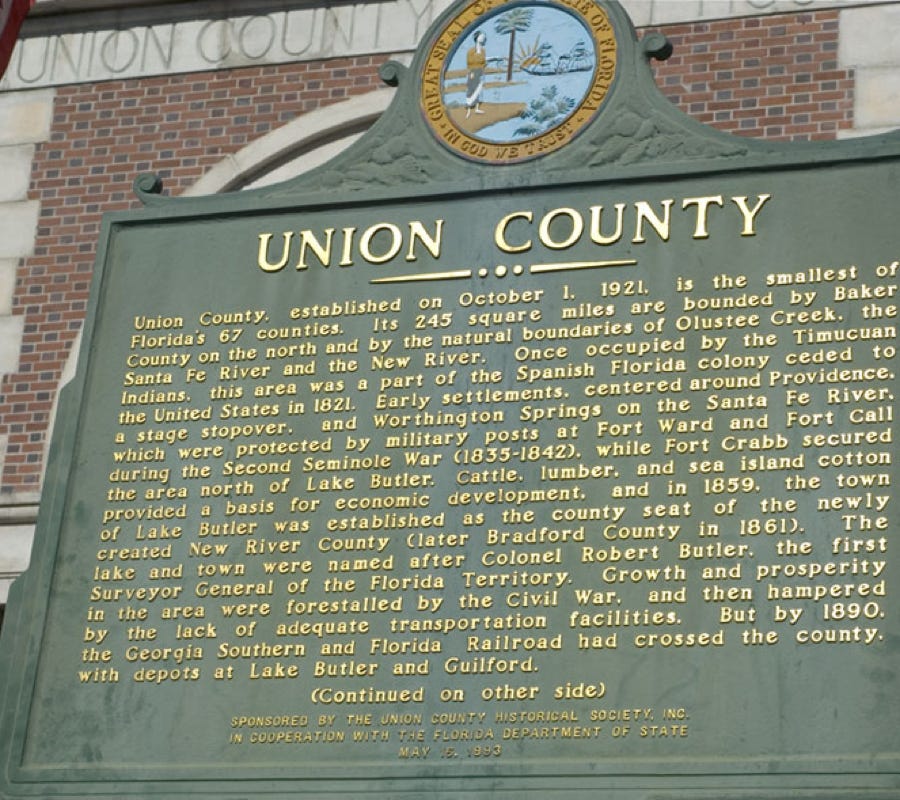 UNION COUNTY
GREAT SEAL OF THE STATE OF FLORIDA
IN GOD WE TRUST
UNION COUNTY
Union County, established on October 1, 1921, is the smallest of
Florida's 67 counties. Its 245 square miles are bounded by Baker
County on the north and by the natural boundaries of Olustee Creek, the
Santa Fe River and the New River. Once occupied by the Timucuan
Indians, this area was a part of the Spanish Florida colony ceded to
the United States in 1821. Early settlements, centered around Providence,
a stage stopover, and Worthington Springs on the Santa Fe River,
which were protected by military posts at Fort Ward and Fort Call
during the Second Seminole War (1835-1842), while Fort Crabb secured
the area north of Lake Butler. Cattle, lumber, and sea island cotton
provided a basis for economic development, and in 1859, the town
of Lake Butler was established as the county seat of the newly
created New River County (later Bradford County in 1861). The
lake and town were named after Colonel Robert Butler, the first
Surveyor General of the Florida Territory. Growth and prosperity
in the area were forestalled by the Civil War, and then hampered
by the lack of adequate transportation facilities. But by 1890,
the Georgia Southern and Florida Railroad had crossed the county,
with depots at Lake Butler and Guilford.
(Continued on other side)
SPONSORED BY THE UNION COUNTY HISTORICAL SOCIETY, INC.
IN COOPERATION WITH THE FLORIDA DEPARTMENT OF STATE
MAY 15, 1993